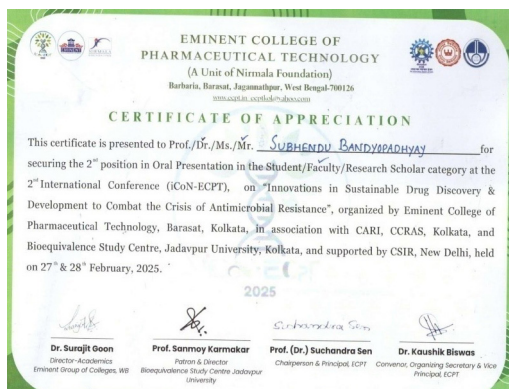 EMINENT COLLEGE OF
PHARMACEUTICAL TECHNOLOGY
(A Unit of Nirmala Foundation)
Barbaria, Barasat, Jagannathpur, West Bengal-700126
CERTIFICATE OF APPRECIATION
This certificate is presented to Prof./Dr./Ms./Mr. SUBHENDU BANDYOPADHYAY for
securing the 2nd position in Oral Presentation in the Student/Faculty/Research Scholar category at the
2nd International Conference (iCoN-ECPT), on "Innovations in Sustainable Drug Discovery &
Development to Combat the Crisis of Antimicrobial Resistance", organized by Eminent College of
Pharmaceutical Technology, Barasat, Kolkata, in association with CARI, CCRAS, Kolkata, and
Bioequivalence Study Centre, Jadavpur University, Kolkata, and supported by CSIR, New Delhi, held
on 27th & 28th February, 2025.
2025
Suchandra Sen
Dr. Surajit Goon
Director-Academics
Eminent Group of Colleges, WB
Prof. Sanmoy Karmakar
Patron & Director
Bioequivalence Study Centre Jadavpur
University
Prof. (Dr.) Suchandra Sen
Chairperson & Principal, ECPT
Dr. Kaushik Biswas
Convenor, Organizing Secretary & Vice
Principal, ECPT